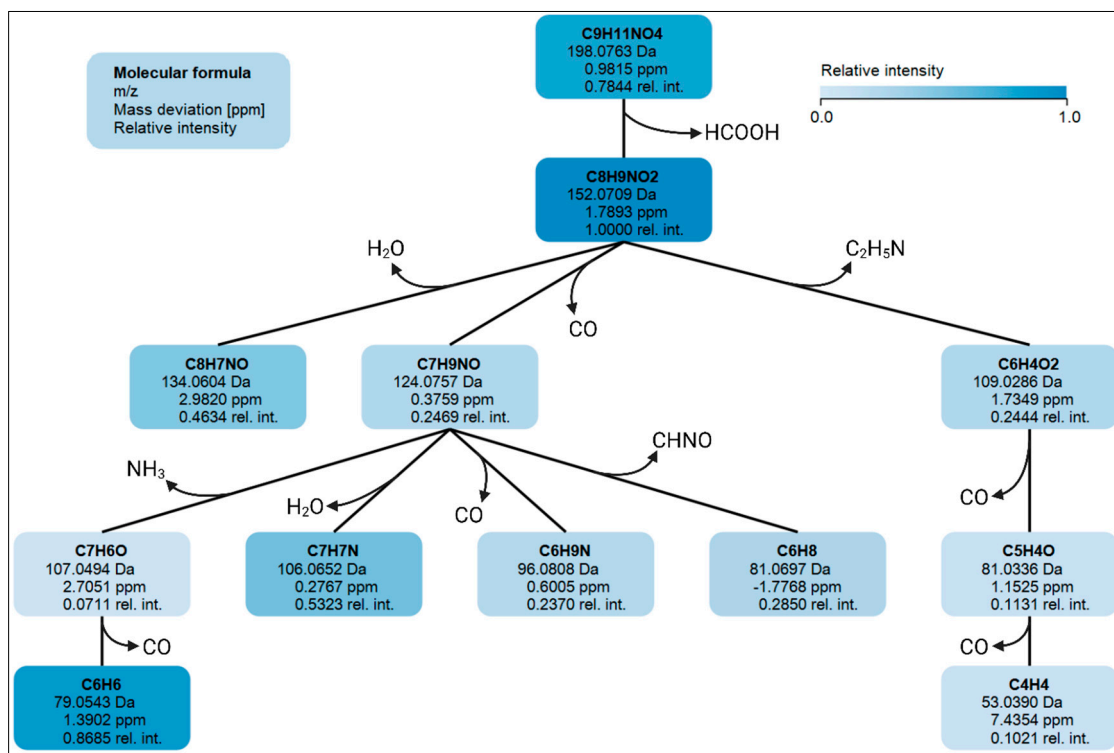 C9H11NO4
198.0763 Da
0.9815 ppm
0.7844 rel. int.
Molecular formula
m/z
Mass deviation [ppm]
Relative intensity
Relative intensity
0.0
1.0
HCOOH
C8H9NO2
152.0709 Da
1.7893 ppm
1.0000 rel. int.
H₂O
CO
C₂H₅N
C8H7NO
134.0604 Da
2.9820 ppm
0.4634 rel. int.
C7H9NO
124.0757 Da
0.3759 ppm
0.2469 rel. int.
C6H4O2
109.0286 Da
1.7349 ppm
0.2444 rel. int.
NH₃
H₂O
CO
CHNO
CO
C7H6O
107.0494 Da
2.7051 ppm
0.0711 rel. int.
C7H7N
106.0652 Da
0.2767 ppm
0.5323 rel. int.
C6H9N
96.0808 Da
0.6005 ppm
0.2370 rel. int.
C6H8
81.0697 Da
-1.7768 ppm
0.2850 rel. int.
C5H4O
81.0336 Da
1.1525 ppm
0.1131 rel. int.
CO
CO
C6H6
79.0543 Da
1.3902 ppm
0.8685 rel. int.
C4H4
53.0390 Da
7.4354 ppm
0.1021 rel. int.